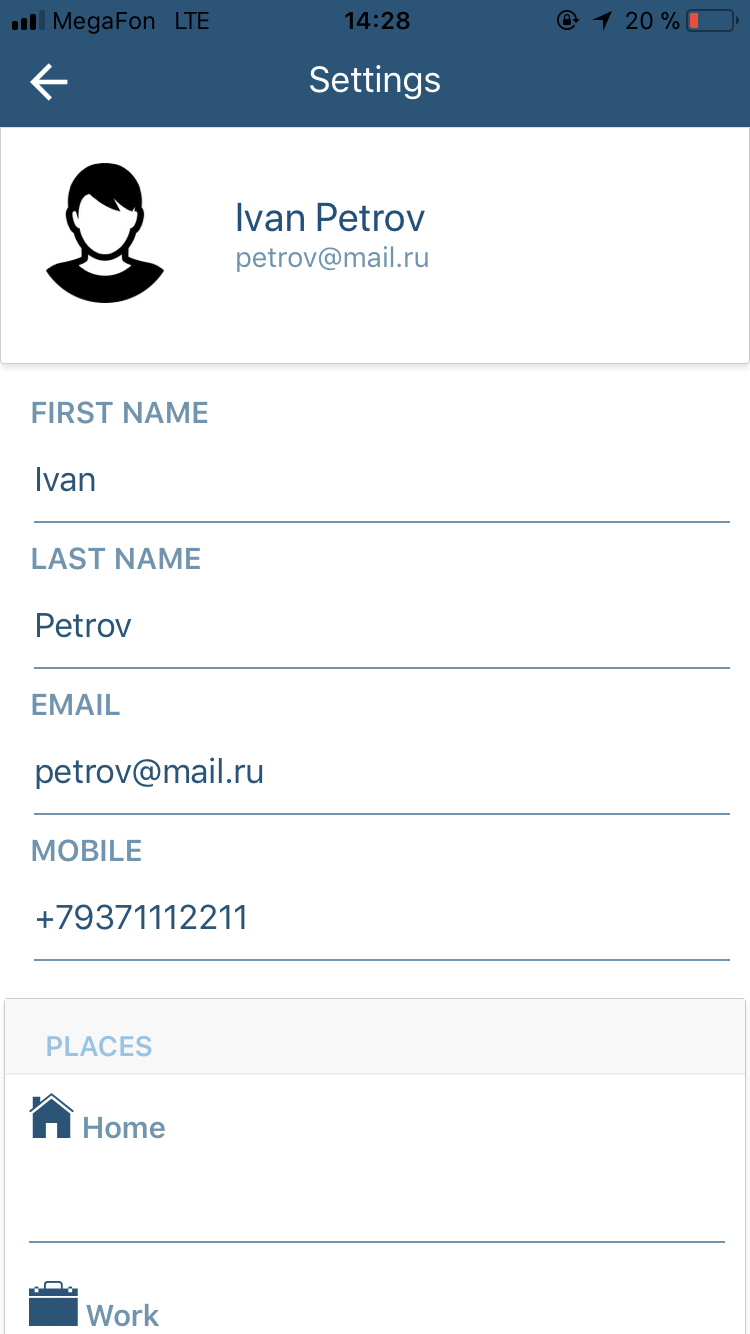 MegaFon LTE 14:28 20 %
Settings
Ivan Petrov
petrov@mail.ru
FIRST NAME
Ivan
LAST NAME
Petrov
EMAIL
petrov@mail.ru
MOBILE
+79371112211
PLACES
Home
Work